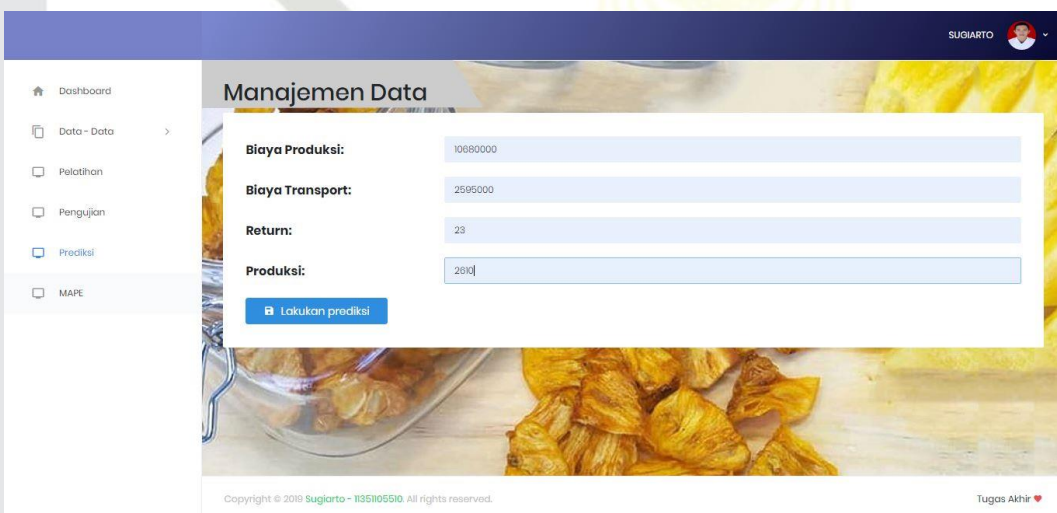 SUGIARTO
Dashboard
Data - Data
Pelatihan
Pengujian
Prediksi
MAPE
Manajemen Data
Biaya Produksi: 10680000
Biaya Transport: 2595000
Return: 23
Produksi: 2610
Lakukan prediksi
Copyright © 2019 Sugiarto - 11351105510. All rights reserved.
Tugas Akhir